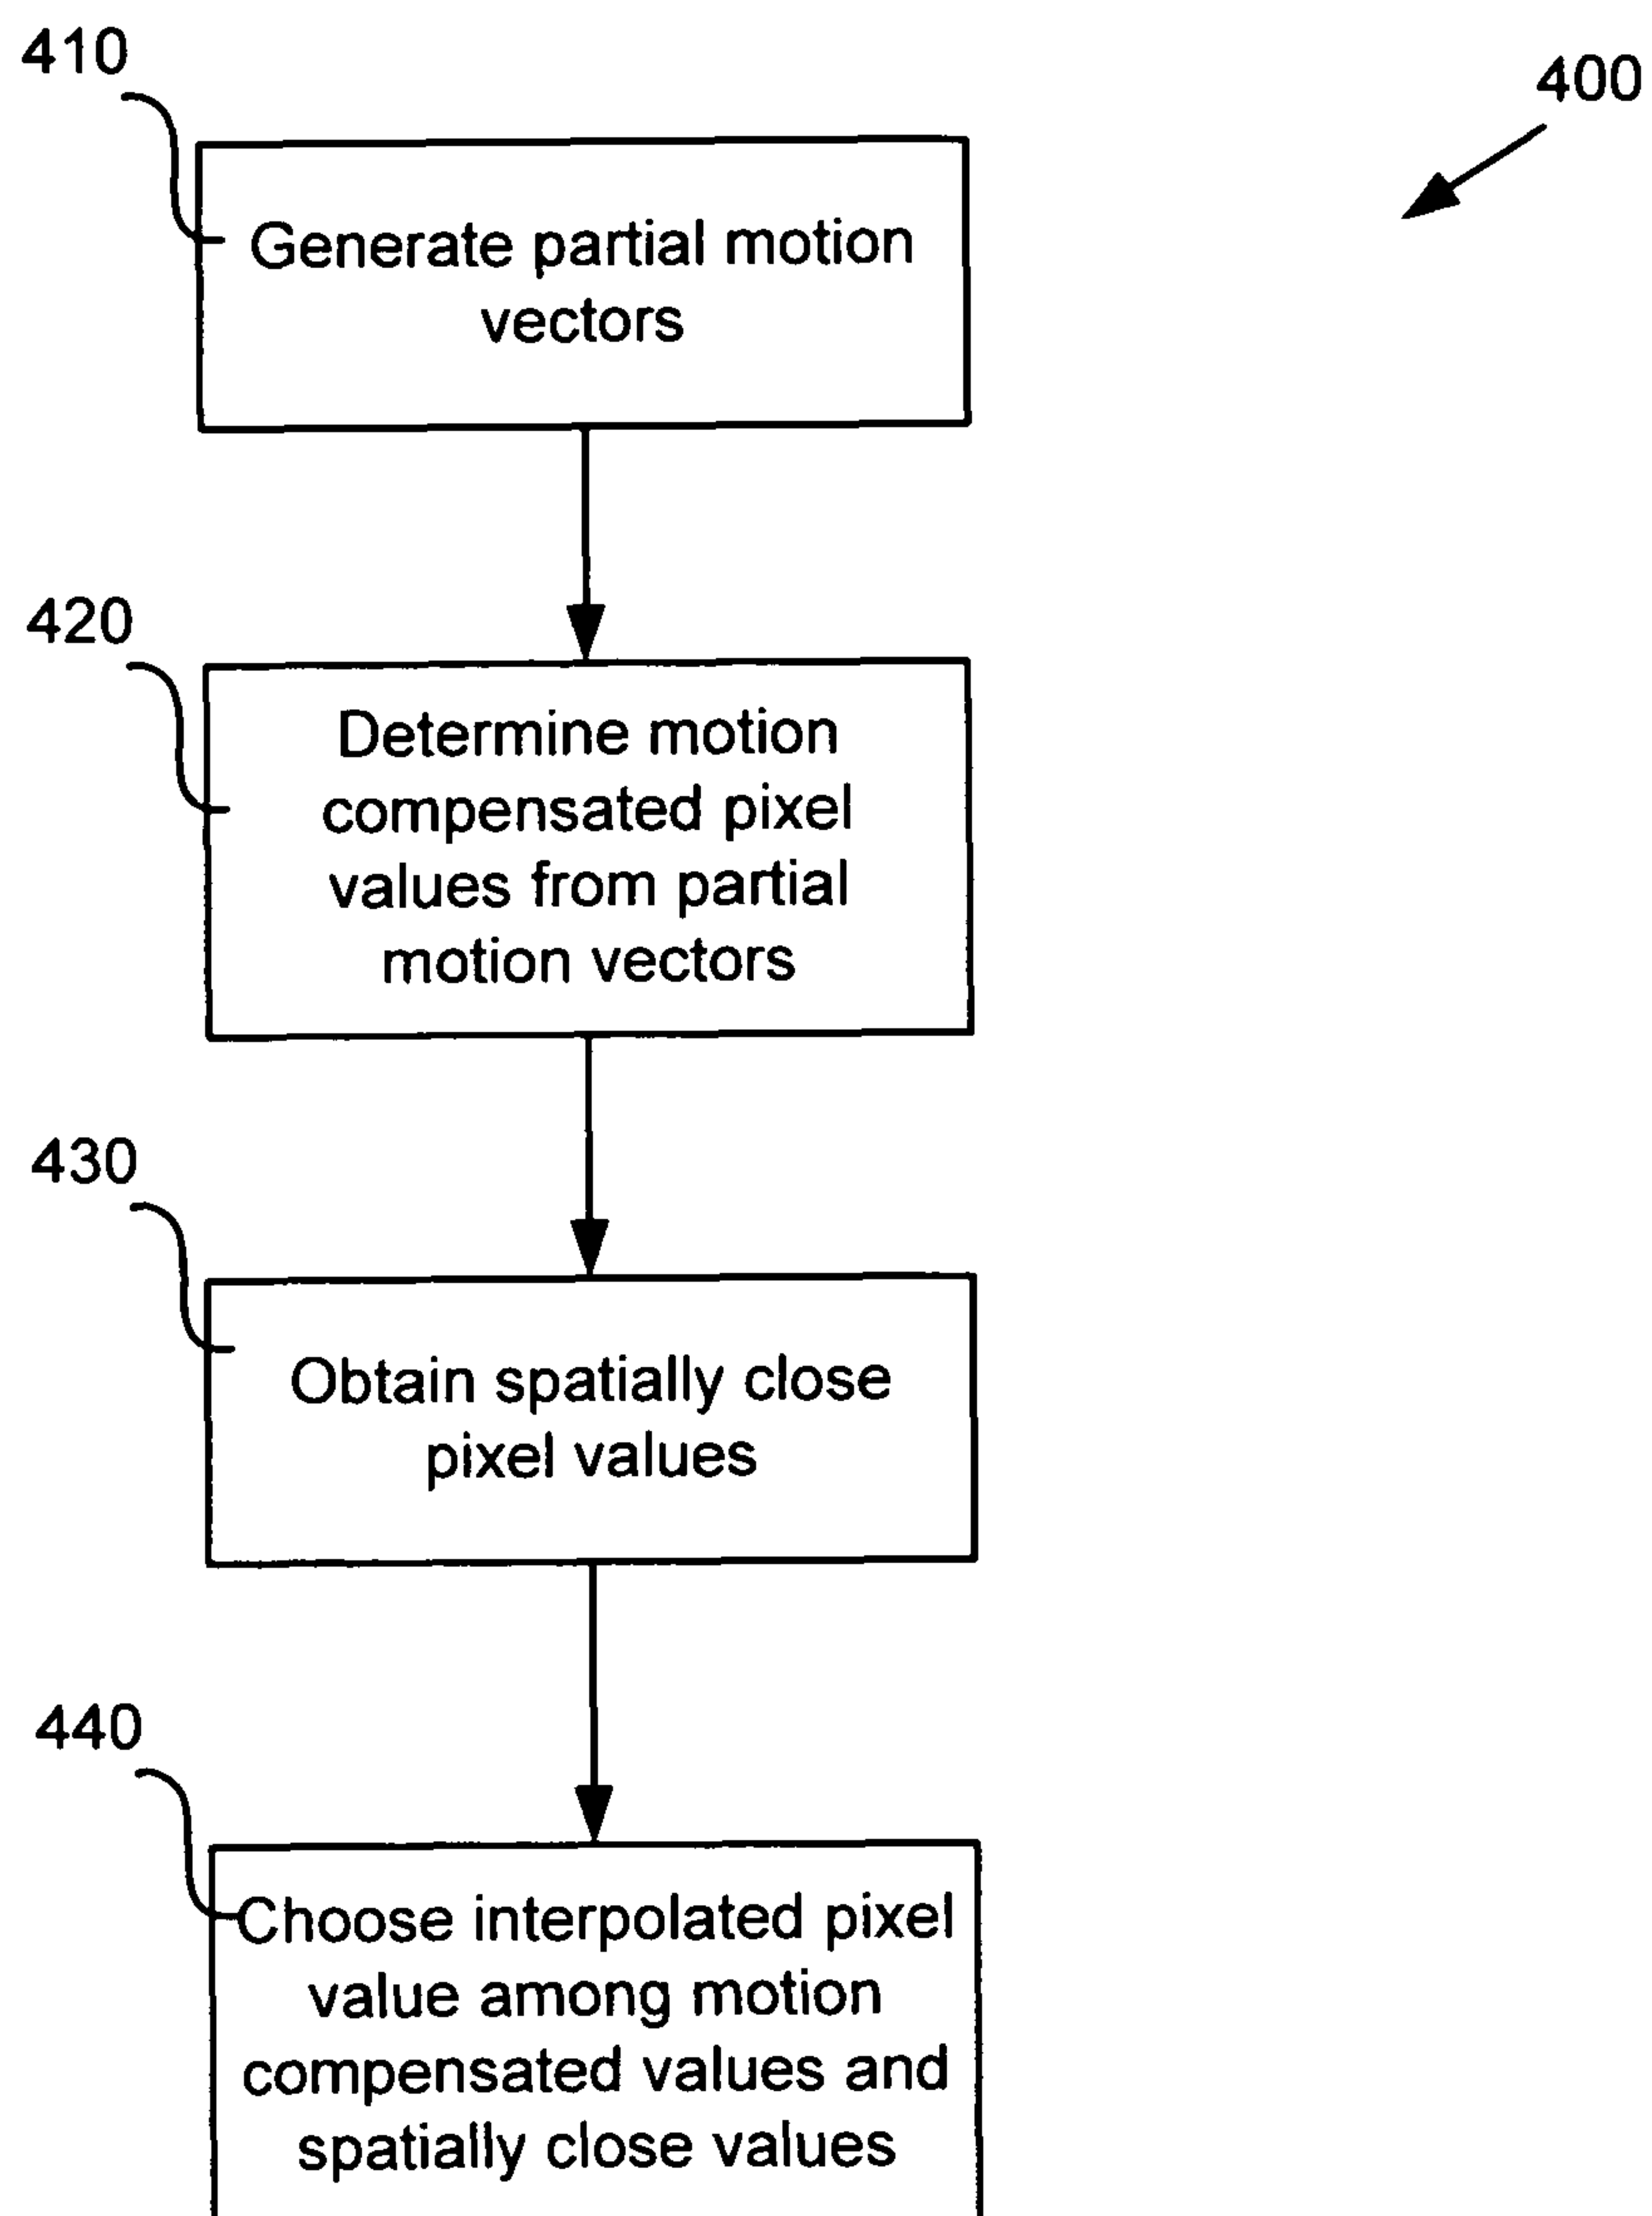 410
400
Generate partial motion
vectors
420
Determine motion
compensated pixel
values from partial
motion vectors
430
Obtain spatially close
pixel values
440
Choose interpolated pixel
value among motion
compensated values and
spatially close values